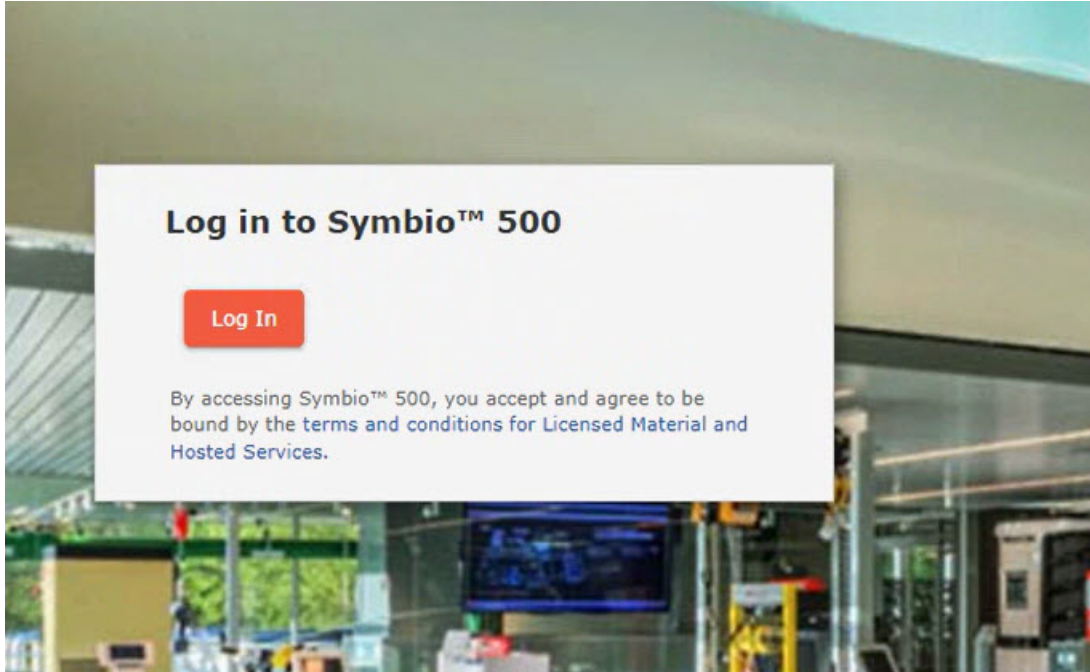 Log in to Symbio™ 500
Log In
By accessing Symbio™ 500, you accept and agree to be
bound by the terms and conditions for Licensed Material and
Hosted Services.